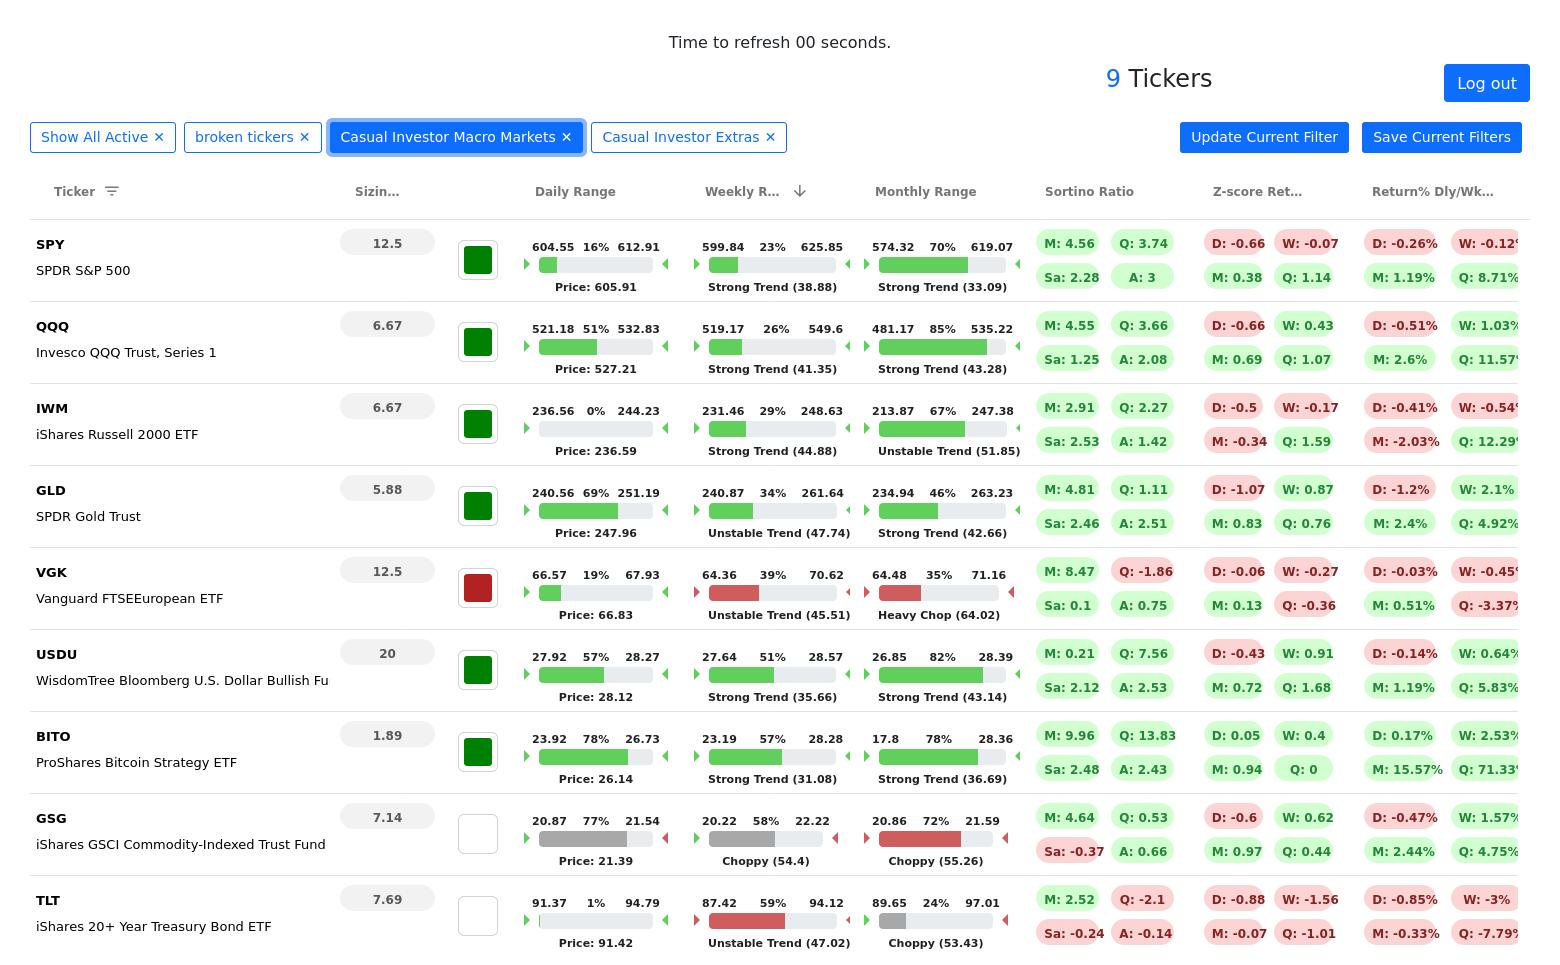 Time to refresh 00 seconds.
9 Tickers
Log out
Show All Active ✕ broken tickers ✕ Casual Investor Macro Markets ✕ Casual Investor Extras ✕ Update Current Filter Save Current Filters
Ticker Sizin... Daily Range Weekly R... Monthly Range Sortino Ratio Z-score Ret... Return% Dly/Wk...
SPY 12.5 604.55 16% 612.91 599.84 23% 625.85 574.32 70% 619.07 M: 4.56 Q: 3.74 D: -0.66 W: -0.07 D: -0.26% W: -0.12%
SPDR S&P 500 Sa: 2.28 A: 3 M: 0.38 Q: 1.14 M: 1.19% Q: 8.71%
Price: 605.91 Strong Trend (38.88) Strong Trend (33.09)
QQQ 6.67 521.18 51% 532.83 519.17 26% 549.6 481.17 85% 535.22 M: 4.55 Q: 3.66 D: -0.66 W: 0.43 D: -0.51% W: 1.03%
Invesco QQQ Trust, Series 1 Sa: 1.25 A: 2.08 M: 0.69 Q: 1.07 M: 2.6% Q: 11.57%
Price: 527.21 Strong Trend (41.35) Strong Trend (43.28)
IWM 6.67 236.56 0% 244.23 231.46 29% 248.63 213.87 67% 247.38 M: 2.91 Q: 2.27 D: -0.5 W: -0.17 D: -0.41% W: -0.54%
iShares Russell 2000 ETF Sa: 2.53 A: 1.42 M: -0.34 Q: 1.59 M: -2.03% Q: 12.29%
Price: 236.59 Strong Trend (44.88) Unstable Trend (51.85)
GLD 5.88 240.56 69% 251.19 240.87 34% 261.64 234.94 46% 263.23 M: 4.81 Q: 1.11 D: -1.07 W: 0.87 D: -1.2% W: 2.1%
SPDR Gold Trust Sa: 2.46 A: 2.51 M: 0.83 Q: 0.76 M: 2.4% Q: 4.92%
Price: 247.96 Unstable Trend (47.74) Strong Trend (42.66)
VGK 12.5 66.57 19% 67.93 64.36 39% 70.62 64.48 35% 71.16 M: 8.47 Q: -1.86 D: -0.06 W: -0.27 D: -0.03% W: -0.45%
Vanguard FTSEEuropean ETF Sa: 0.1 A: 0.75 M: 0.13 Q: -0.36 M: 0.51% Q: -3.37%
Price: 66.83 Unstable Trend (45.51) Heavy Chop (64.02)
USDU 20 27.92 57% 28.27 27.64 51% 28.57 26.85 82% 28.39 M: 0.21 Q: 7.56 D: -0.43 W: 0.91 D: -0.14% W: 0.64%
WisdomTree Bloomberg U.S. Dollar Bullish Fu Sa: 2.12 A: 2.53 M: 0.72 Q: 1.68 M: 1.19% Q: 5.83%
Price: 28.12 Strong Trend (35.66) Strong Trend (43.14)
BITO 1.89 23.92 78% 26.73 23.19 57% 28.28 17.8 78% 28.36 M: 9.96 Q: 13.83 D: 0.05 W: 0.4 D: 0.17% W: 2.53%
ProShares Bitcoin Strategy ETF Sa: 2.48 A: 2.43 M: 0.94 Q: 0 M: 15.57% Q: 71.33%
Price: 26.14 Strong Trend (31.08) Strong Trend (36.69)
GSG 7.14 20.87 77% 21.54 20.22 58% 22.22 20.86 72% 21.59 M: 4.64 Q: 0.53 D: -0.6 W: 0.62 D: -0.47% W: 1.57%
iShares GSCI Commodity-Indexed Trust Fund Sa: -0.37 A: 0.66 M: 0.97 Q: 0.44 M: 2.44% Q: 4.75%
Price: 21.39 Choppy (54.4) Choppy (55.26)
TLT 7.69 91.37 1% 94.79 87.42 59% 94.12 89.65 24% 97.01 M: 2.52 Q: -2.1 D: -0.88 W: -1.56 D: -0.85% W: -3%
iShares 20+ Year Treasury Bond ETF Sa: -0.24 A: -0.14 M: -0.07 Q: -1.01 M: -0.33% Q: -7.79%
Price: 91.42 Unstable Trend (47.02) Choppy (53.43)